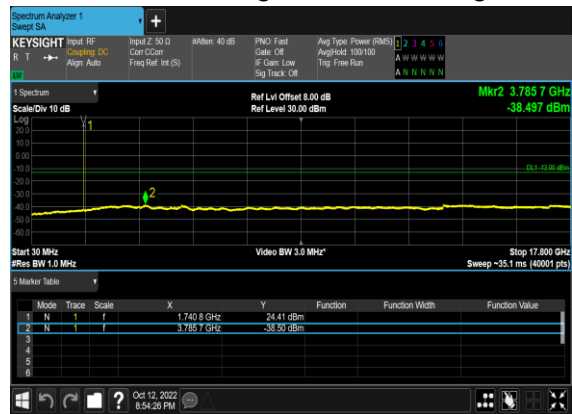 Spectrum Analyzer 1
Swept SA
+
KEYSIGHT Input: RF Input Z: 50 Ω #Atten: 40 dB PNO: Fast Avg Type: Power (RMS) 1 2 3 4 5 6
R T Coupling: DC Corr CCorr Gate: Off Avg|Hold: 100/100 A W W W W W
Align: Auto Freq Ref: Int (S) IF Gain: Low Trig: Free Run
LW Sig Track: Off A N N N N N
1 Spectrum Ref Lvl Offset 8.00 dB Mkr2 3.785 7 GHz
Scale/Div 10 dB Ref Level 30.00 dBm -38.497 dBm
Log
20.0 1
10.0
0.00
-10.0 DL1 -13.00 dBm
-20.0
-30.0 2
-40.0
-50.0
-60.0
Start 30 MHz Video BW 3.0 MHz* Stop 17.800 GHz
#Res BW 1.0 MHz Sweep ~35.1 ms (40001 pts)
5 Marker Table
Mode Trace Scale X Y Function Function Width Function Value
1 N 1 f 1.740 8 GHz 24.41 dBm
2 N 1 f 3.785 7 GHz -38.50 dBm
3
4
5
6
? Oct 12, 2022
8:54:26 PM